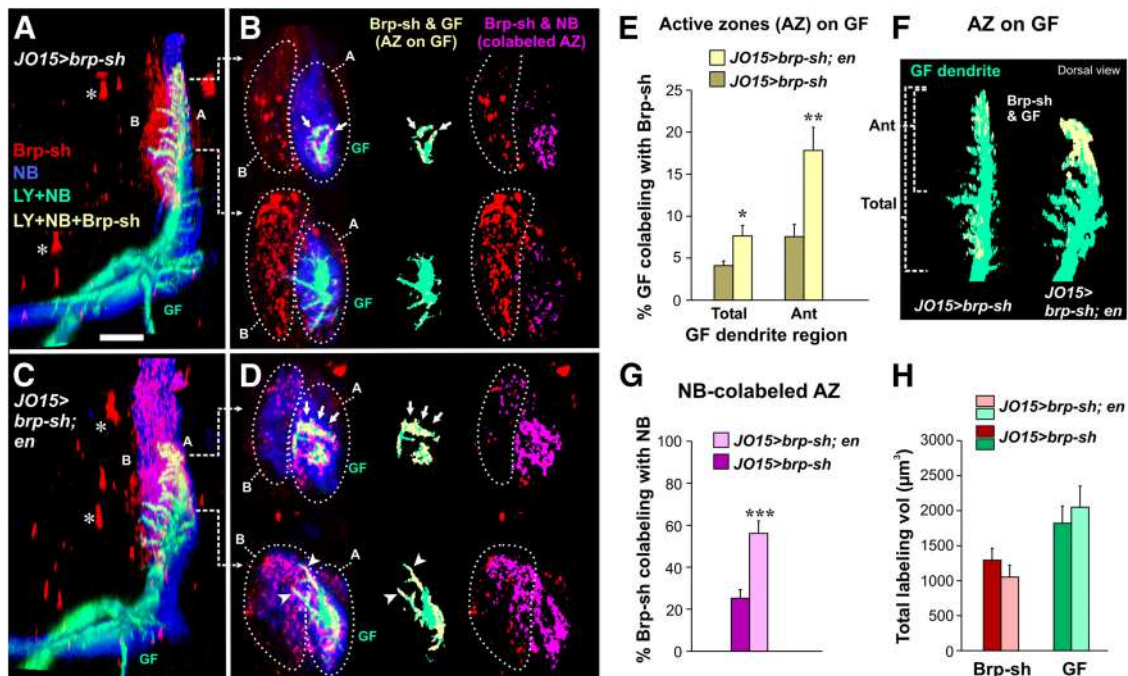 A
JO15>brp-sh
*
B
A
Brp-sh
NB
LY+NB
LY+NB+Brp-sh
*
GF
B
Brp-sh & GF
(AZ on GF)
Brp-sh & NB
(colabeled AZ)
A
GF
B
A
GF
B
C
JO15>
brp-sh;
en
*
A
B
*
GF
D
A
GF
B
B
A
GF
E
Active zones (AZ) on GF
JO15>brp-sh; en
JO15>brp-sh
% GF colabeling with Brp-sh
25
20
15
10
5
0
*
**
Total
Ant
GF dendrite region
F
AZ on GF
GF dendrite
Dorsal view
Brp-sh
& GF
Ant
Total
JO15>brp-sh
JO15>
brp-sh; en
G
NB-colabeled AZ
JO15>brp-sh; en
JO15>brp-sh
% Brp-sh colabeling with NB
100
80
60
40
20
0
***
H
JO15>brp-sh; en
JO15>brp-sh
Total labeling vol (µm³)
3000
2500
2000
1500
1000
500
0
Brp-sh
GF